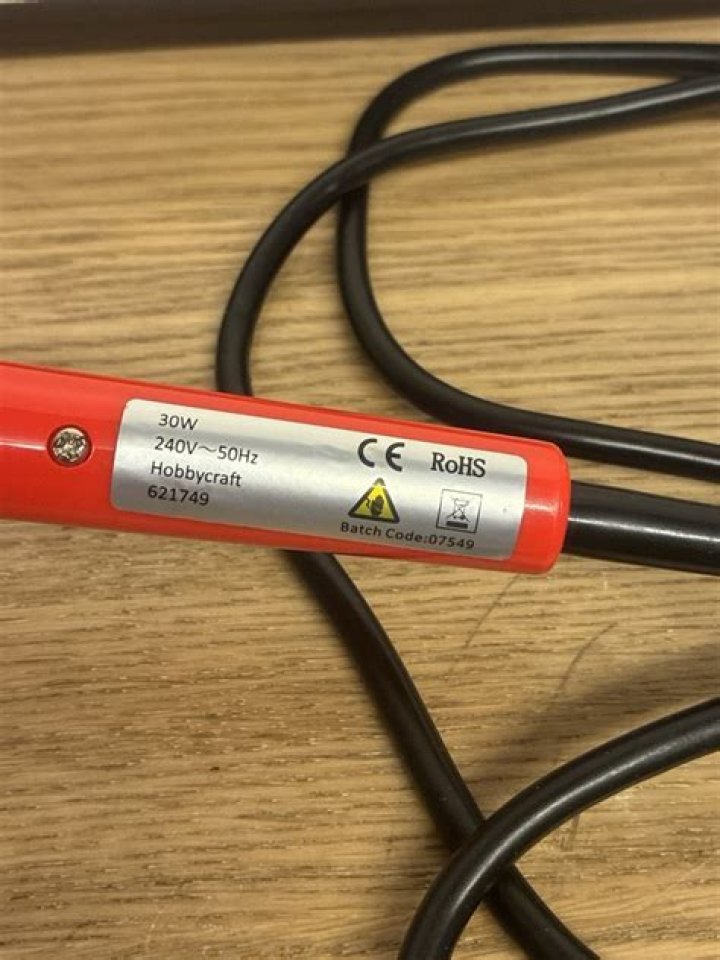 30W
240V～50Hz
Hobbycraft
621749
CE RoHS
Batch Code:07549